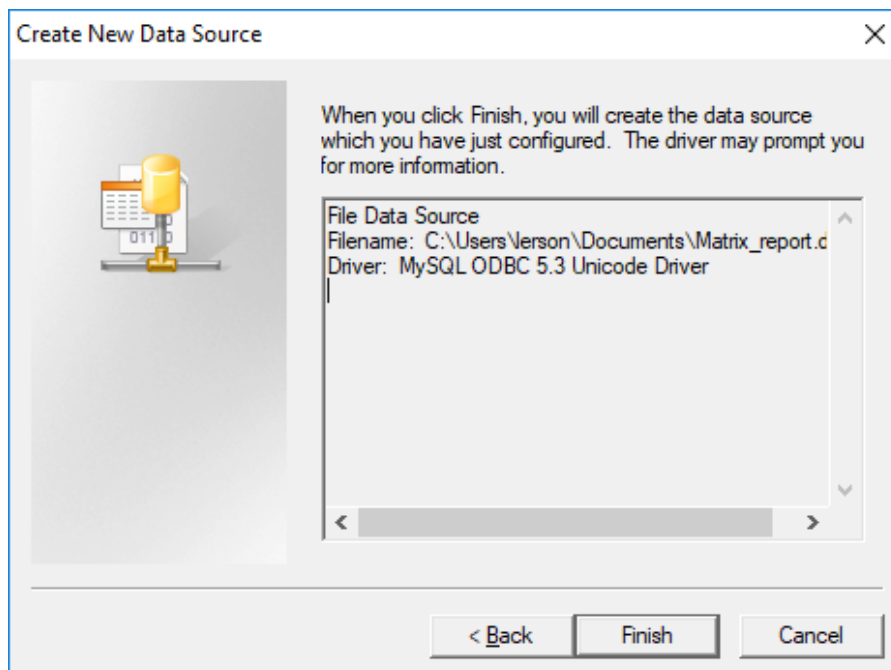 Create New Data Source
When you click Finish, you will create the data source
which you have just configured.  The driver may prompt you
for more information.
File Data Source
Filename:  C:\Users\lerson\Documents\Matrix_report.d
Driver:  MySQL ODBC 5.3 Unicode Driver
011 0
< Back
Finish
Cancel